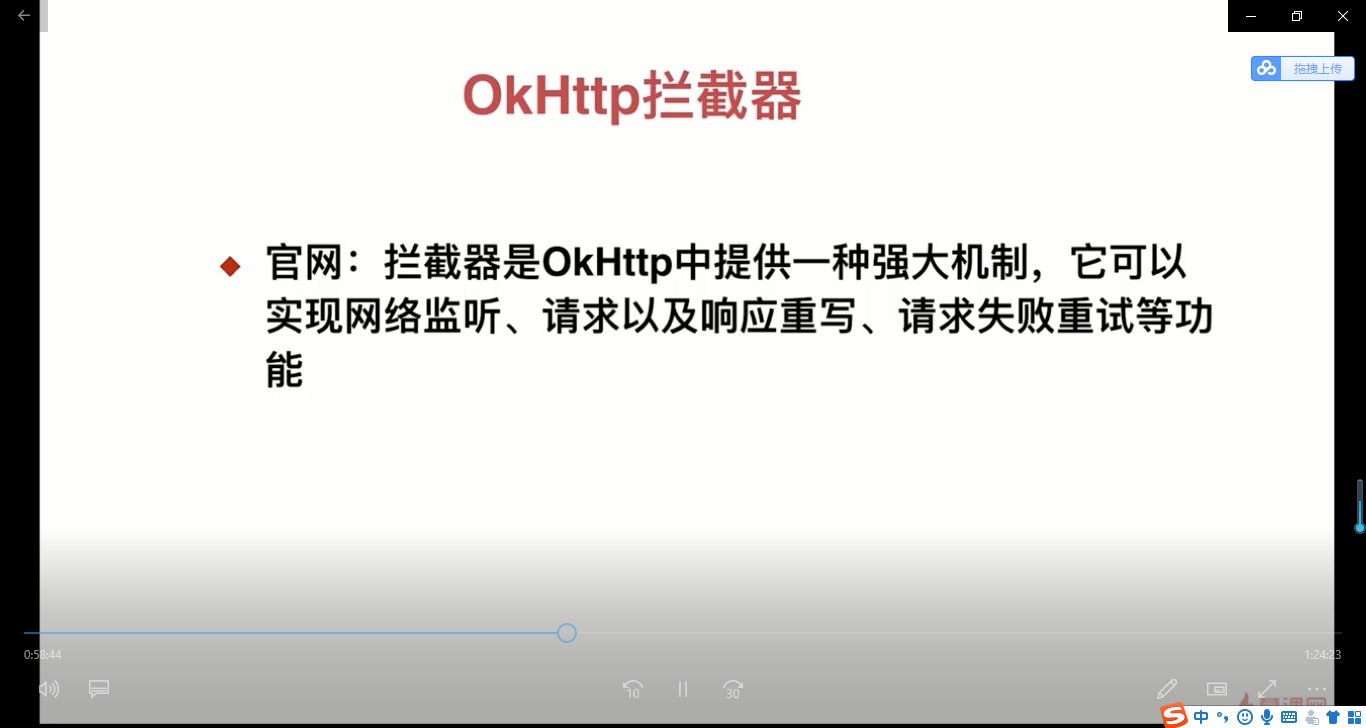 OkHttp拦截器
拖拽上传
官网：拦截器是OkHttp中提供一种强大机制，它可以
实现网络监听、请求以及响应重写、请求失败重试等功
能
0:58:44
1:24:23
10
30
中